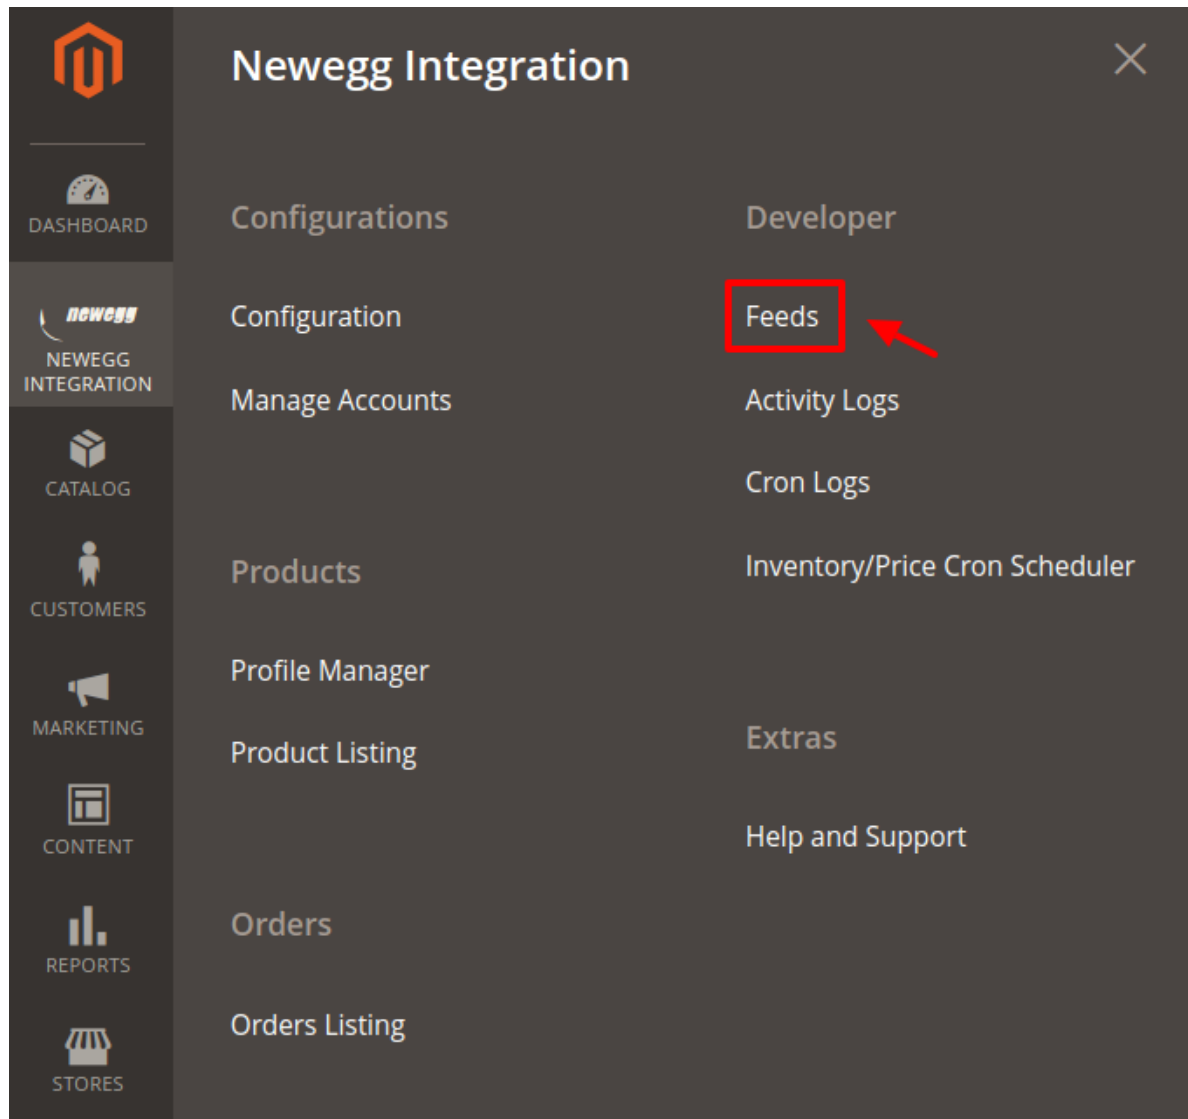 DASHBOARD
newegg
NEWEGG
INTEGRATION
CATALOG
CUSTOMERS
MARKETING
CONTENT
REPORTS
STORES
Newegg Integration
Configurations
Configuration
Manage Accounts
Products
Profile Manager
Product Listing
Orders
Orders Listing
Developer
Feeds
Activity Logs
Cron Logs
Inventory/Price Cron Scheduler
Extras
Help and Support